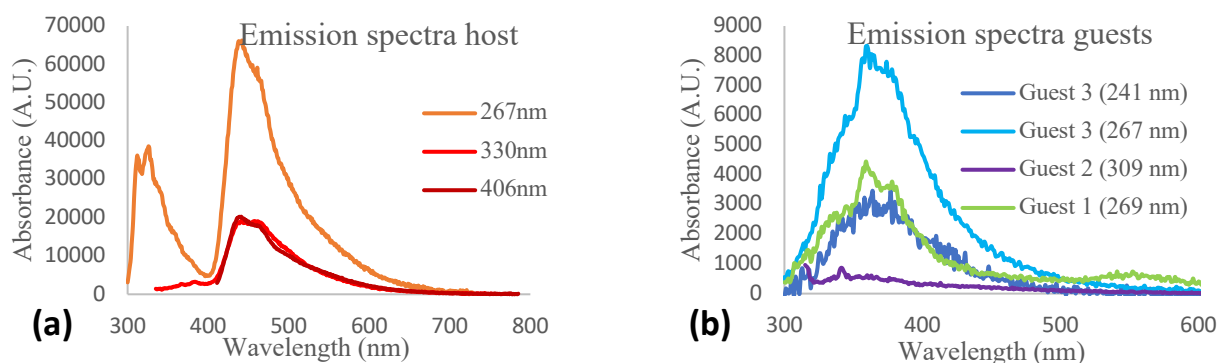 Emission spectra host
Absorbance (A.U.)
70000
60000
50000
40000
30000
20000
10000
0
267nm
330nm
406nm
300 400 500 600 700 800
Wavelength (nm)
(a)
Emission spectra guests
Absorbance (A.U.)
9000
8000
7000
6000
5000
4000
3000
2000
1000
0
Guest 3 (241 nm)
Guest 3 (267 nm)
Guest 2 (309 nm)
Guest 1 (269 nm)
300 400 500 600
Wavelength (nm)
(b)